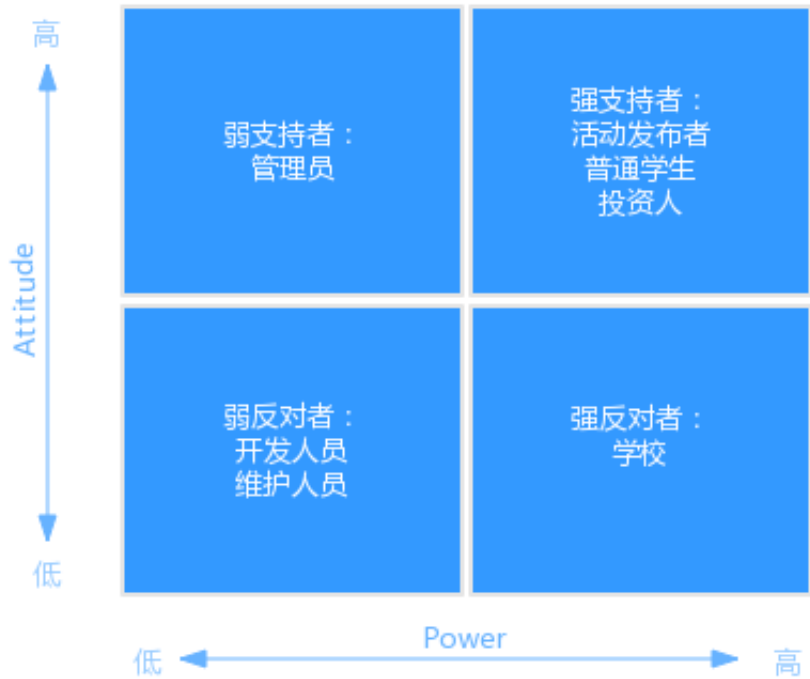 高
弱支持者：
管理员
强支持者：
活动发布者
普通学生
投资人
Attitude
弱反对者：
开发人员
维护人员
强反对者：
学校
低
Power
低
高